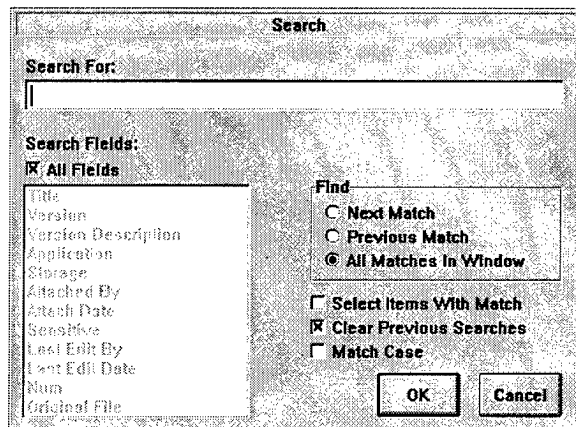 Search
Search For:
Search Fields:
All Fields
Title
Version
Version Description
Application
Storage
Attached By
Attach Date
Sensitive
Last Edit By
Last Edit Date
Num
Original File
Find
Next Match
Previous Match
All Matches In Window
Select Items With Match
Clear Previous Searches
Match Case
OK
Cancel